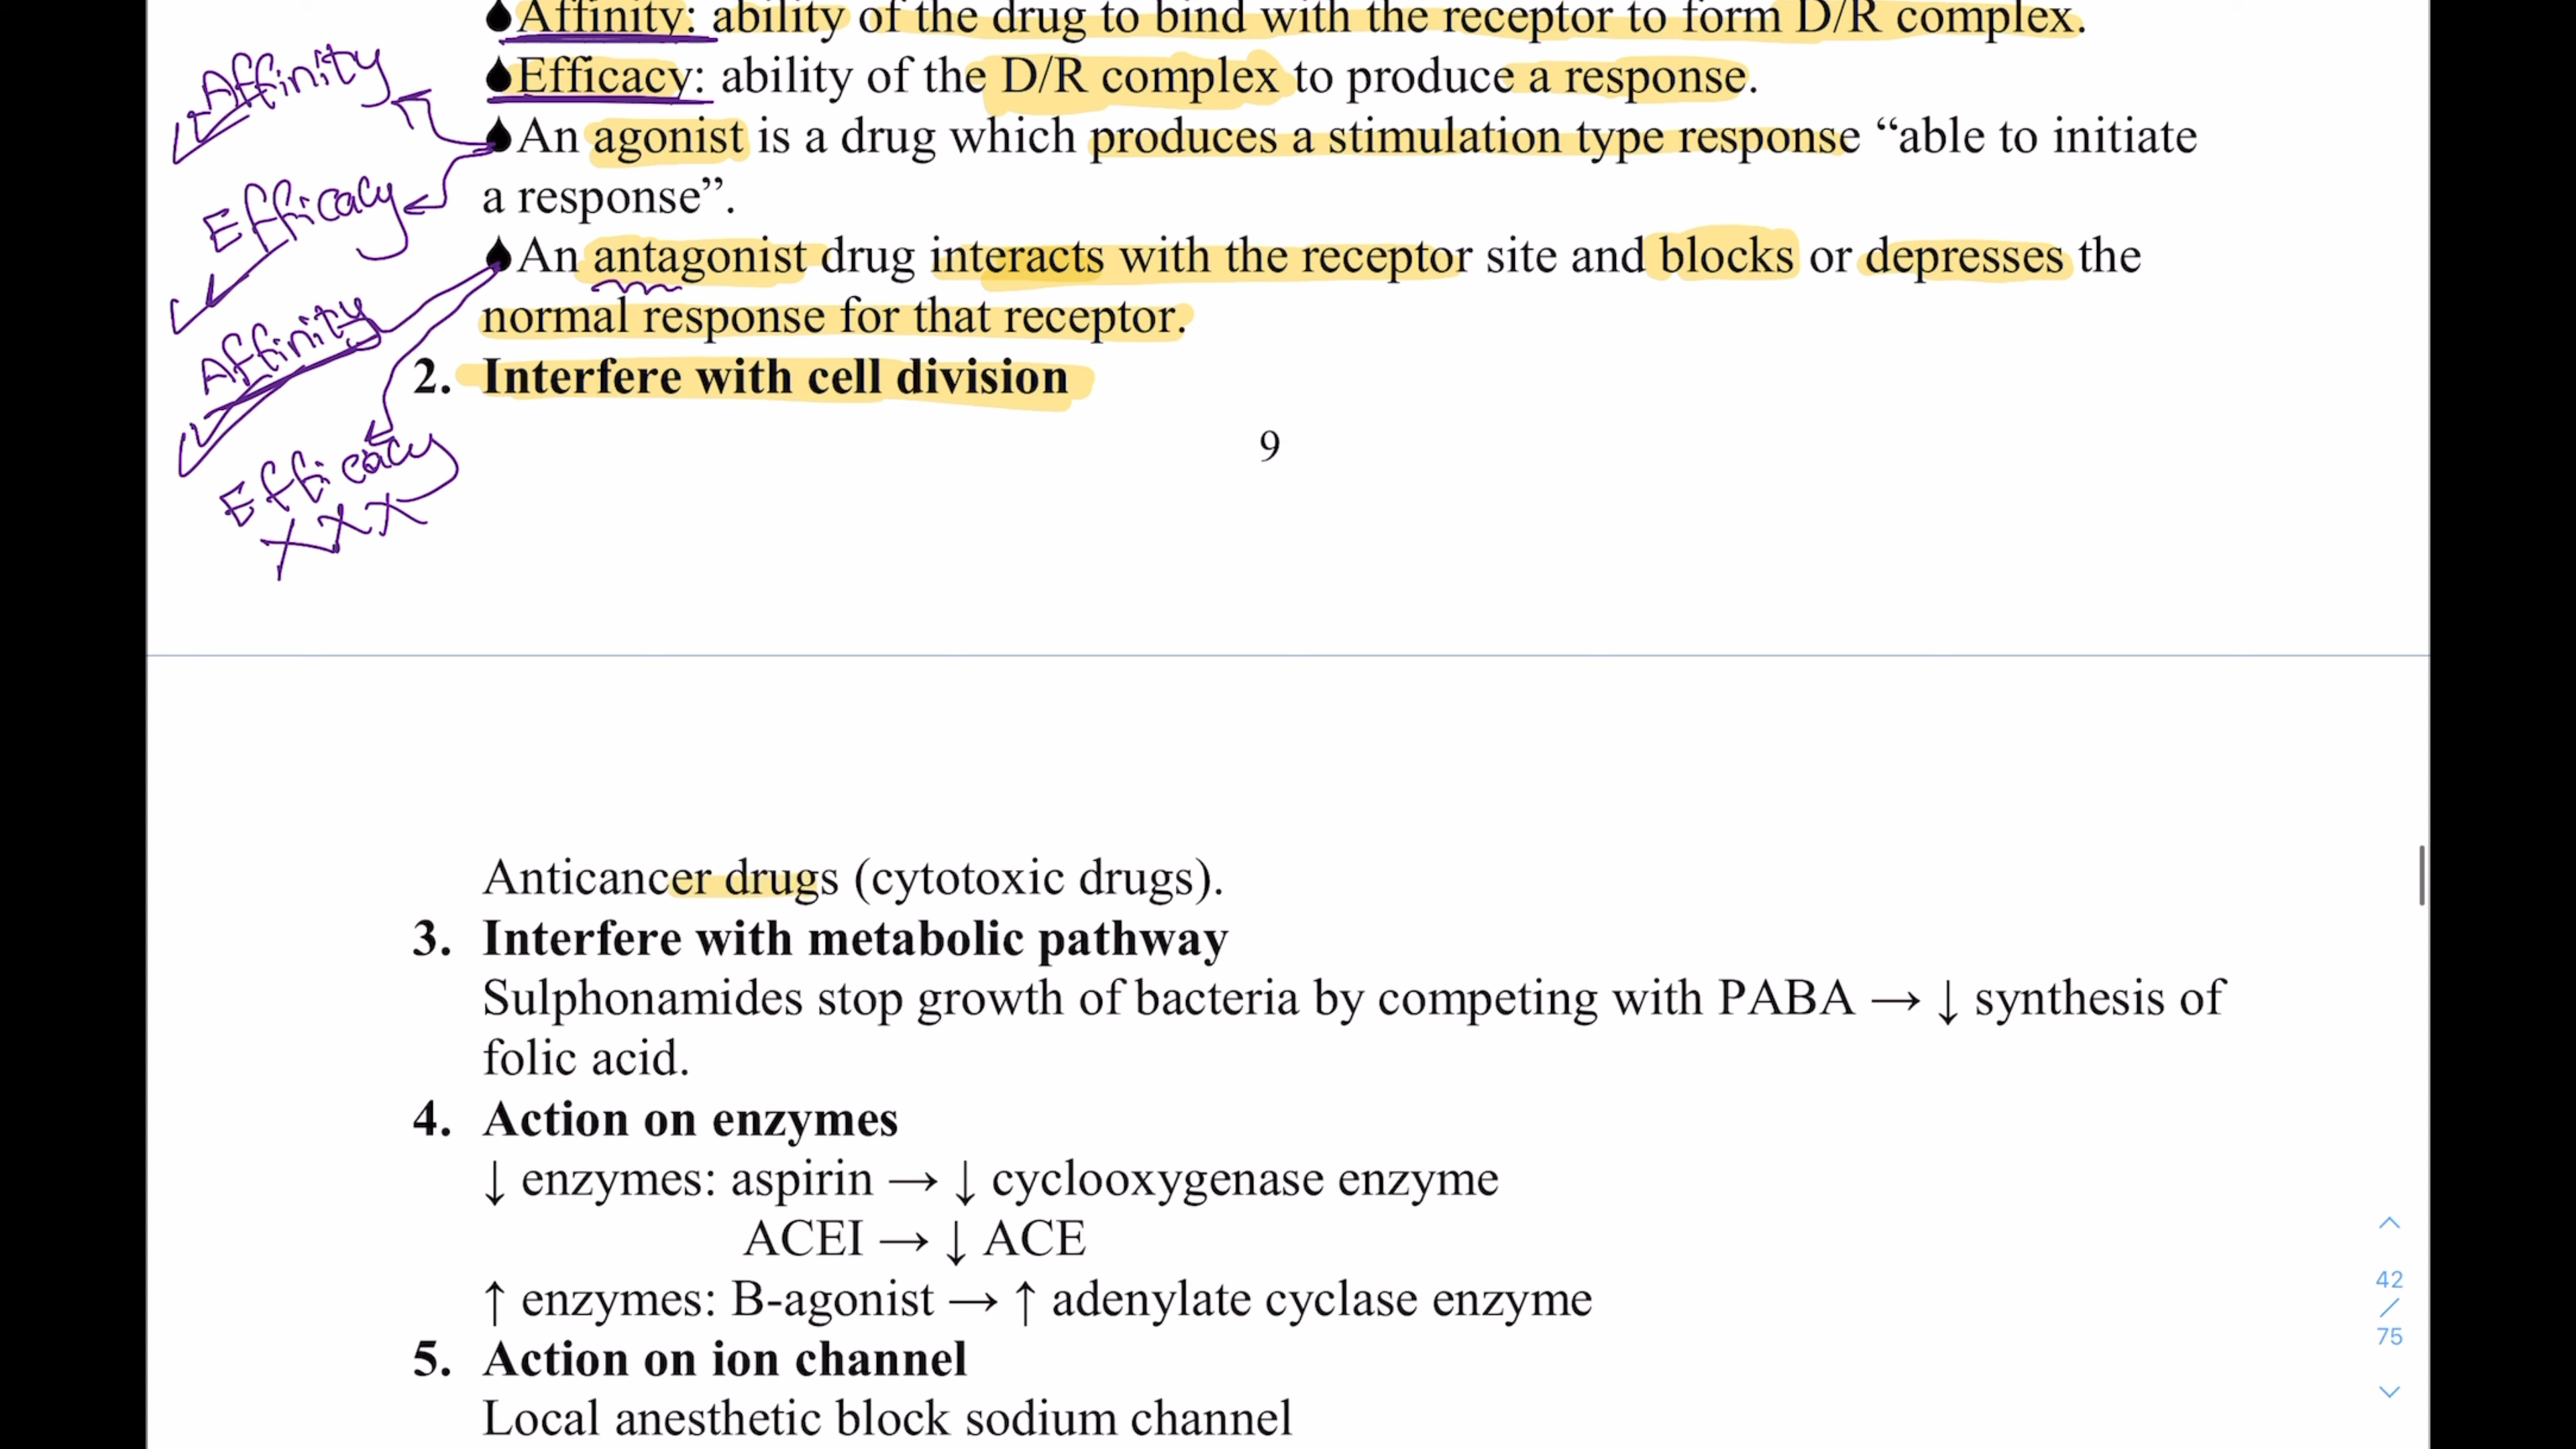 Affinity: ability of the drug to bind with the receptor to form D/R complex.
Efficacy: ability of the D/R complex to produce a response.
An agonist is a drug which produces a stimulation type response “able to initiate
a response”.
An antagonist drug interacts with the receptor site and blocks or depresses the
normal response for that receptor.
2. Interfere with cell division
Affinity
Efficacy
Affinity
Efficacy
XXX
9
Anticancer drugs (cytotoxic drugs).
3. Interfere with metabolic pathway
Sulphonamides stop growth of bacteria by competing with PABA → ↓ synthesis of
folic acid.
4. Action on enzymes
↓ enzymes: aspirin → ↓ cyclooxygenase enzyme
ACEI → ↓ ACE
↑ enzymes: B-agonist → ↑ adenylate cyclase enzyme
5. Action on ion channel
Local anesthetic block sodium channel
42
/
75